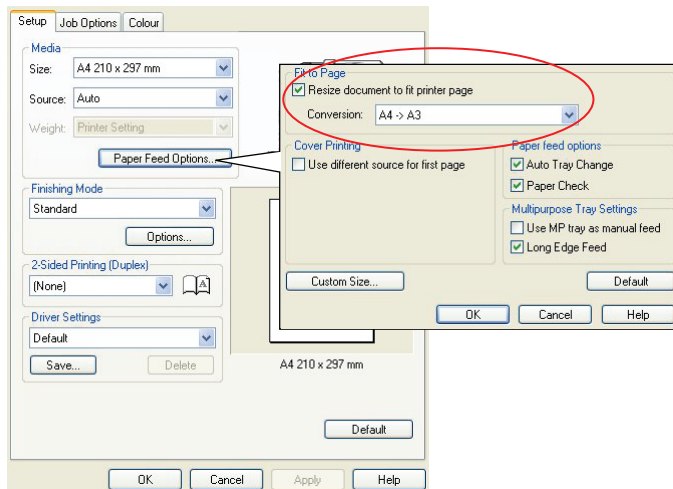 Setup
Job Options
Colour
Media
Size:
A4 210 x 297 mm
Source:
Auto
Weight:
Printer Setting
Paper Feed Options...
Finishing Mode
Standard
Options...
2-Sided Printing (Duplex)
(None)
A
Driver Settings
Default
Save...
Delete
A4 210 x 297 mm
Default
OK
Cancel
Apply
Help
Fit to Page
Resize document to fit printer page
Conversion:
A4 -> A3
Cover Printing
Use different source for first page
Paper feed options
Auto Tray Change
Paper Check
Multipurpose Tray Settings
Use MP tray as manual feed
Long Edge Feed
Custom Size...
Default
OK
Cancel
Help